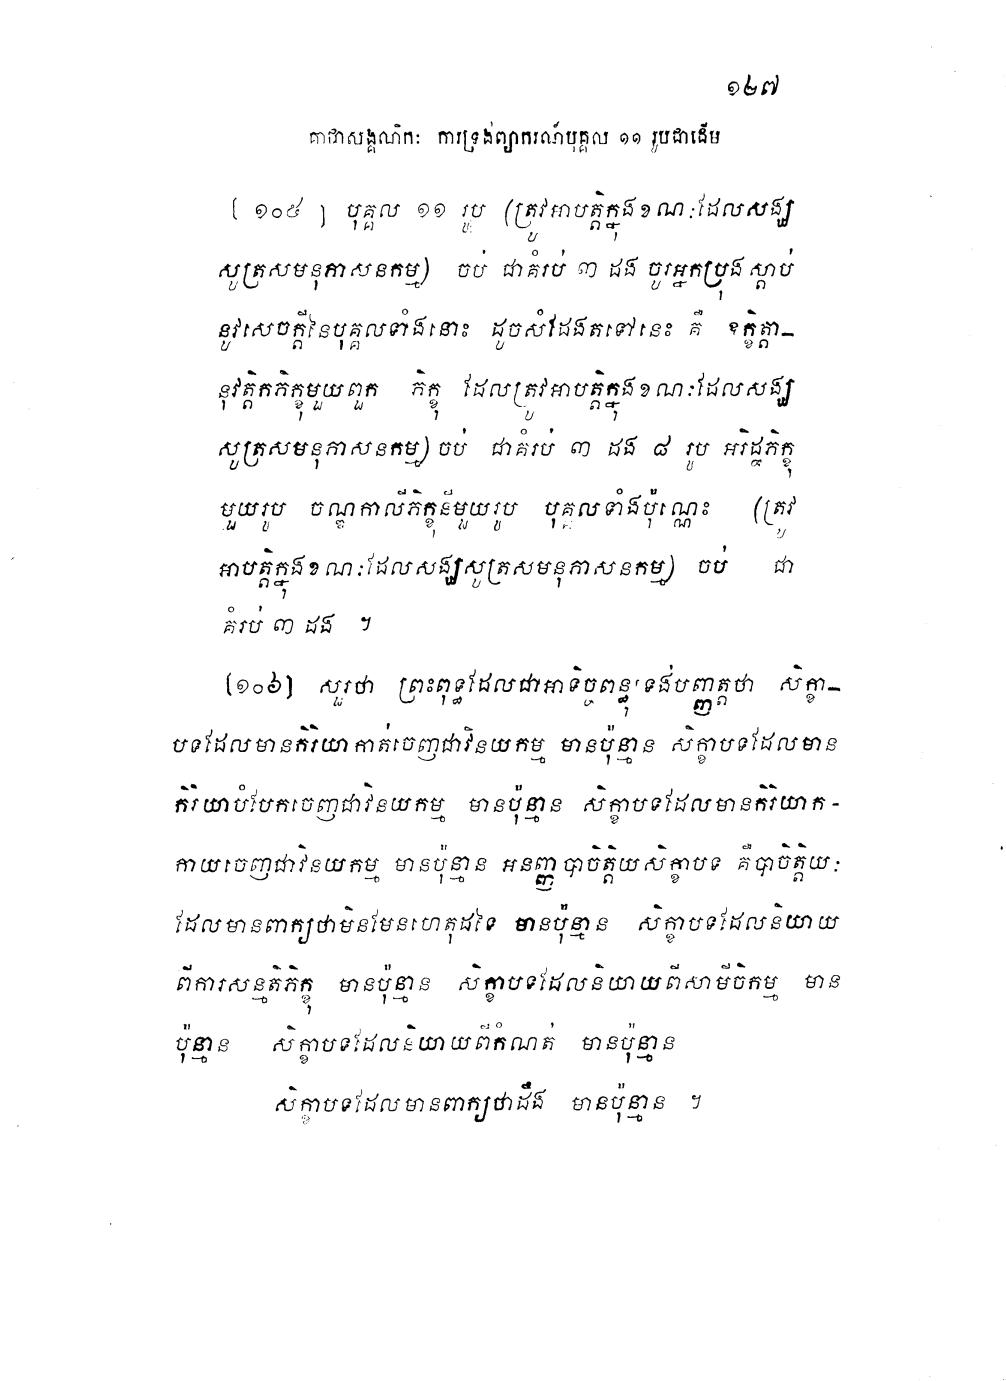 ១២៧
គាថាសង្គណិកៈ ការទ្រង់ព្យាករណ៍បុគ្គល ១១ រូបជាដើម
[ ១០៥ ] បុគ្គល ១១ រូប (ត្រូវអាបត្តិក្នុងខណៈដែលសង្ឃ
សូត្រសមនុភាសនកម្ម) ចប់ ជាគំរប់ ៣ ដង ចូរអ្នកប្រុងស្តាប់
នូវសេចក្តីនៃបុគ្គលទាំងនោះ ដូចសំដែងតទៅនេះ គឺ ឧក្ខិត្តា-
នុវត្តិកភិក្ខុមួយពួក ភិក្ខុ ដែលត្រូវអាបត្តិក្នុងខណៈដែលសង្ឃ
សូត្រសមនុភាសនកម្ម) ចប់ ជាគំរប់ ៣ ដង ៨ រូប អរិដ្ឋភិក្ខុ
មួយរូប ចណ្ឌកាលីភិក្ខុនីមួយរូប បុគ្គលទាំងប៉ុណ្ណេះ (ត្រូវ
អាបត្តិក្នុងខណៈដែលសង្ឃសូត្រសមនុភាសនកម្ម) ចប់ ជា
គំរប់ ៣ ដង ។
[១០៦] សួរថា ព្រះពុទ្ធដែលជាអាទិច្ចពន្ធុទ្រង់បញ្ញត្តថា សិក្ខា-
បទដែលមានកិរិយាកាត់ចេញជាវិនយកម្ម មានប៉ុន្មាន សិក្ខាបទដែលមាន
កិរិយាបំបែកចេញជាវិនយកម្ម មានប៉ុន្មាន សិក្ខាបទដែលមានកិរិយាក-
កាយចេញជាវិនយកម្ម មានប៉ុន្មាន អនញ្ញបាចិត្តិយសិក្ខាបទ គឺបាចិត្តិយៈ
ដែលមានពាក្យថាមិនមែនហេតុដទៃ មានប៉ុន្មាន សិក្ខាបទដែលនិយាយ
ពីការសន្មតិភិក្ខុ មានប៉ុន្មាន សិក្ខាបទដែលនិយាយពីសាមីចិកម្ម មាន
ប៉ុន្មាន សិក្ខាបទដែលនិយាយពីកំណត់ មានប៉ុន្មាន
សិក្ខាបទដែលមានពាក្យថាដឹង មានប៉ុន្មាន ។